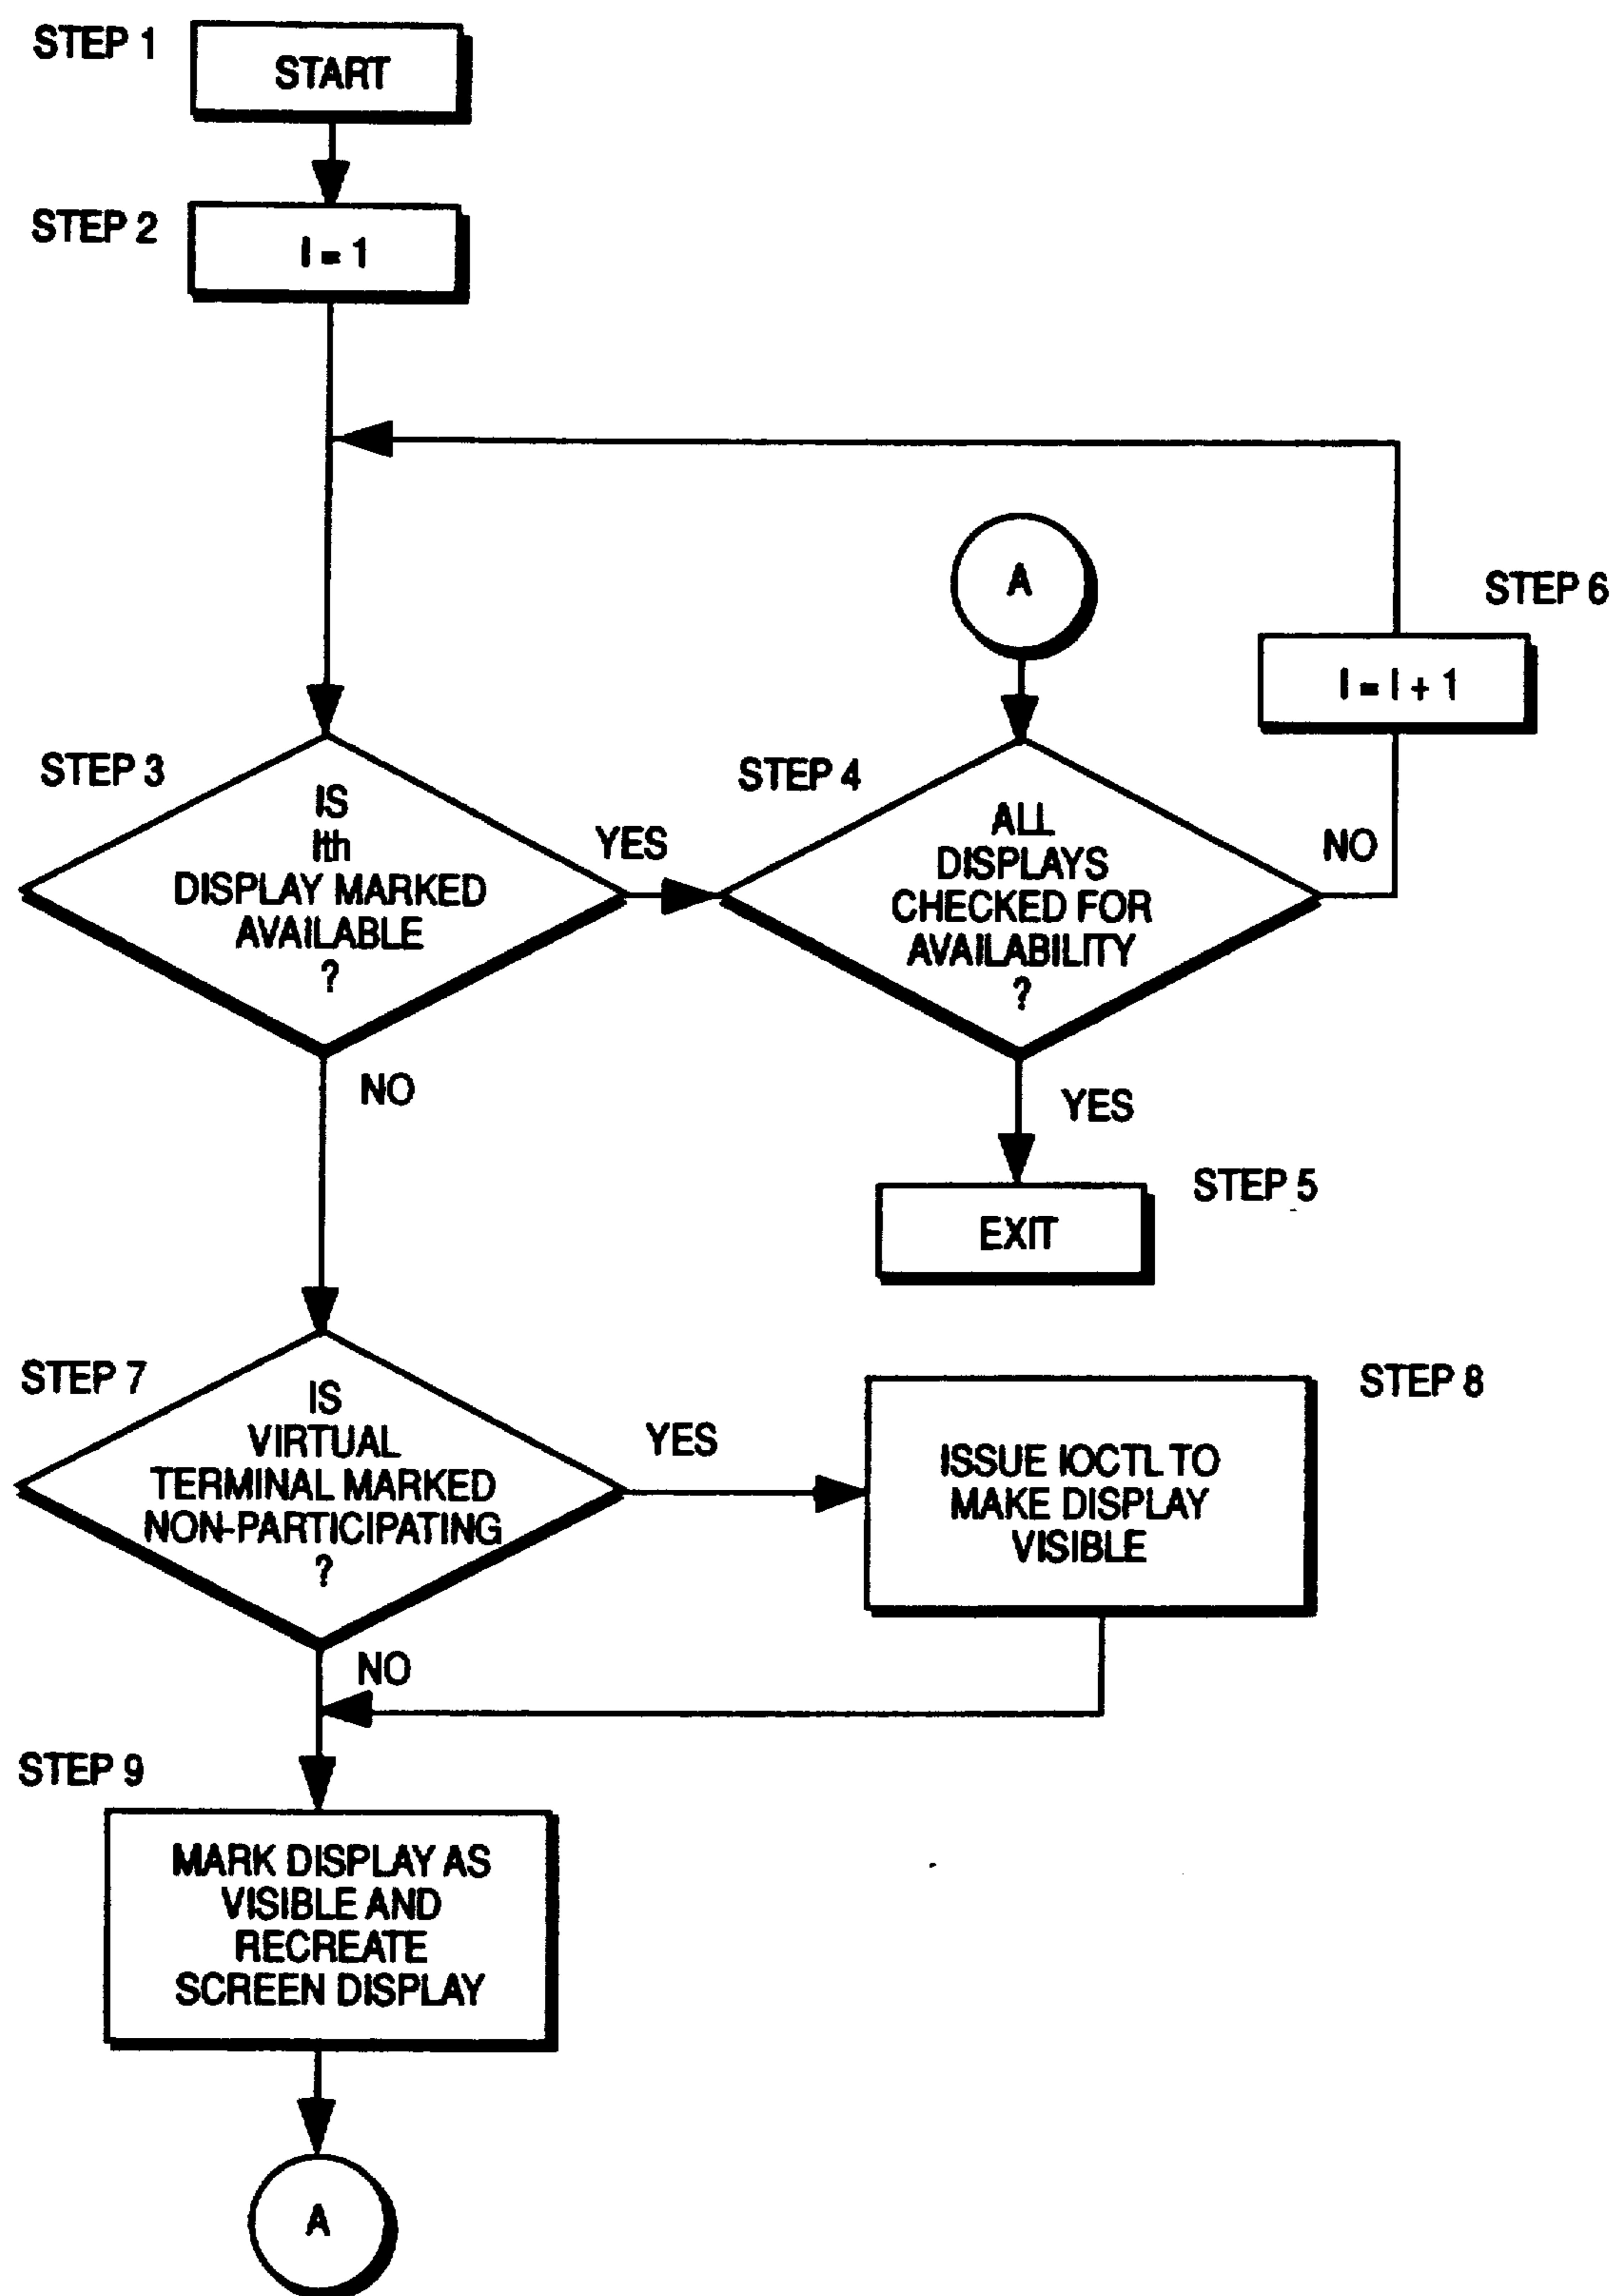 STEP 1
START
STEP 2
I = 1
A
STEP 6
I = I + 1
STEP 3
IS
Ith
DISPLAY MARKED
AVAILABLE
?
YES
STEP 4
ALL
DISPLAYS
CHECKED FOR
AVAILABILITY
?
NO
NO
YES
STEP 5
EXIT
STEP 7
IS
VIRTUAL
TERMINAL MARKED
NON-PARTICIPATING
?
YES
STEP 8
ISSUE IOCTL TO
MAKE DISPLAY
VISIBLE
NO
STEP 9
MARK DISPLAY AS
VISIBLE AND
RECREATE
SCREEN DISPLAY
A